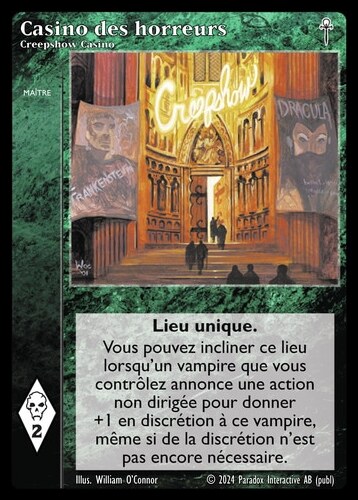 Casino des horreurs
Creepshow Casino
MAÎTRE
Creepshow
FRANKENSTEIN
DRACULA
Lieu unique.
Vous pouvez incliner ce lieu
lorsqu'un vampire que vous
contrôlez annonce une action
non dirigée pour donner
+1 en discrétion à ce vampire,
même si de la discrétion n'est
pas encore nécessaire.
2
Illus. William O'Connor
© 2024 Paradox Interactive AB (publ)